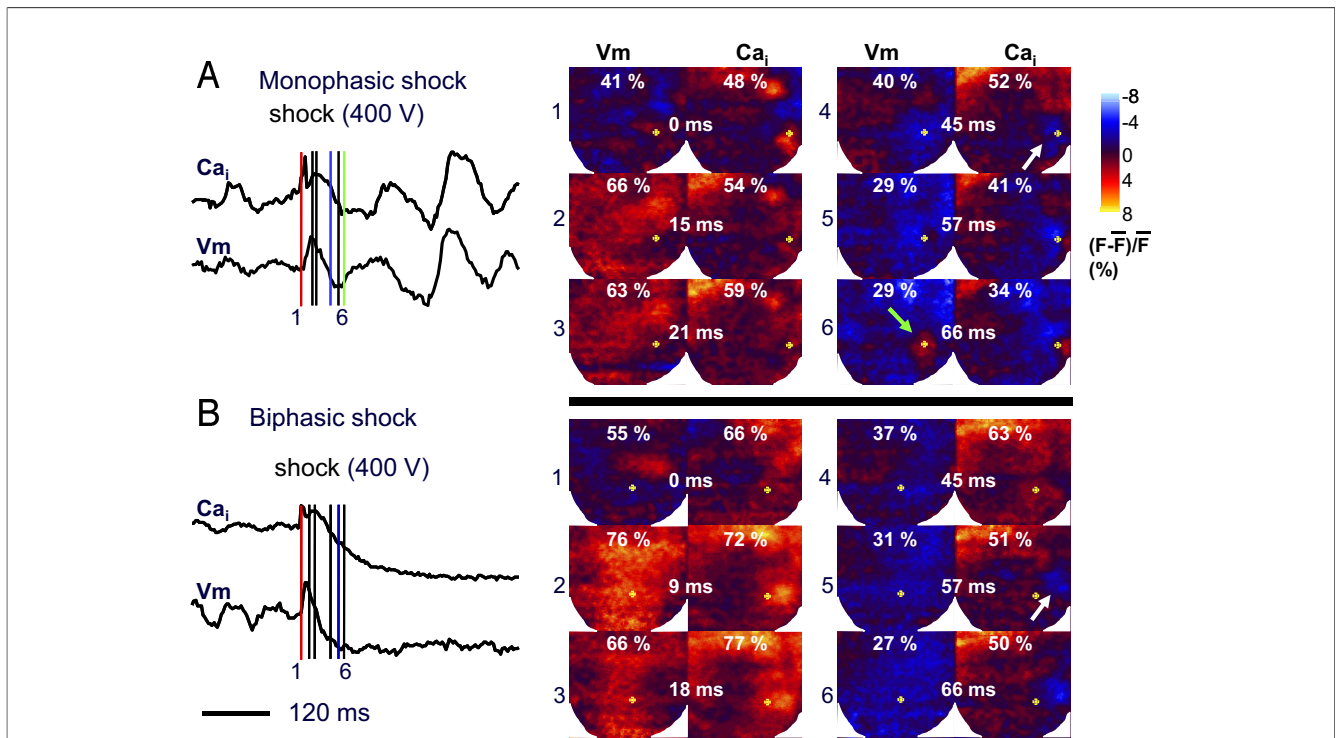 A
Monophasic shock
shock (400 V)
Cai
Vm
1 6
Vm Cai Vm Cai
1 41 % 48 % 0 ms
4 40 % 52 % 45 ms
2 66 % 54 % 15 ms
5 29 % 41 % 57 ms
3 63 % 59 % 21 ms
6 29 % 34 % 66 ms
-8
-4
0
4
8
(F-F̅)/F̅
(%)
B
Biphasic shock
shock (400 V)
Cai
Vm
1 6
120 ms
1 55 % 66 % 0 ms
4 37 % 63 % 45 ms
2 76 % 72 % 9 ms
5 31 % 51 % 57 ms
3 66 % 77 % 18 ms
6 27 % 50 % 66 ms